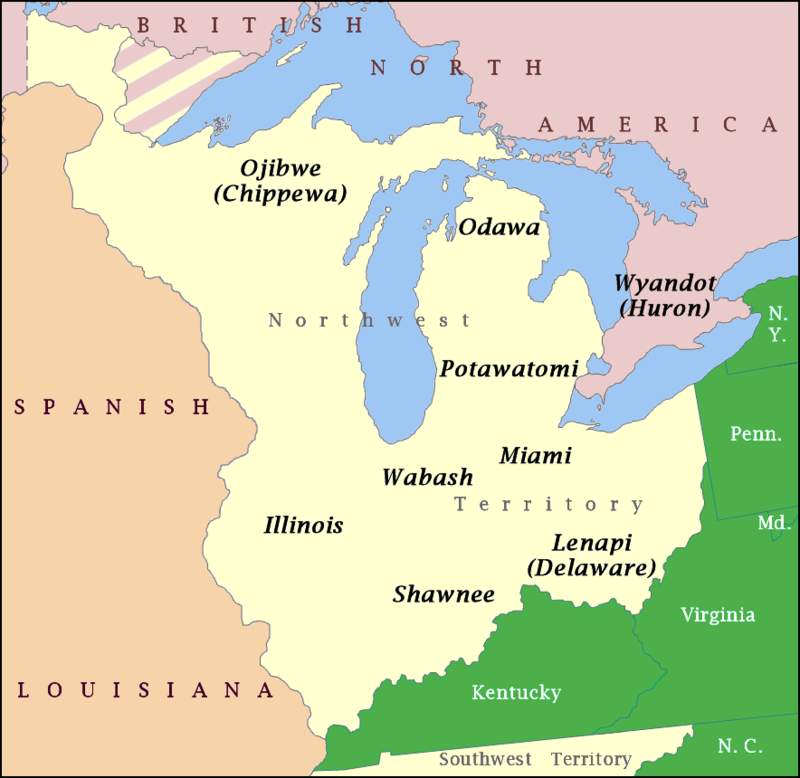 BRITISH
NORTH
AMERICA
Ojibwe
(Chippewa)
Odawa
Wyandot
(Huron)
N.
Y.
Northwest
Potawatomi
SPANISH
Penn.
Miami
Wabash
Territory
Illinois
Md.
Lenapi
(Delaware)
Shawnee
Virginia
LOUISIANA
Kentucky
N. C.
Southwest Territory